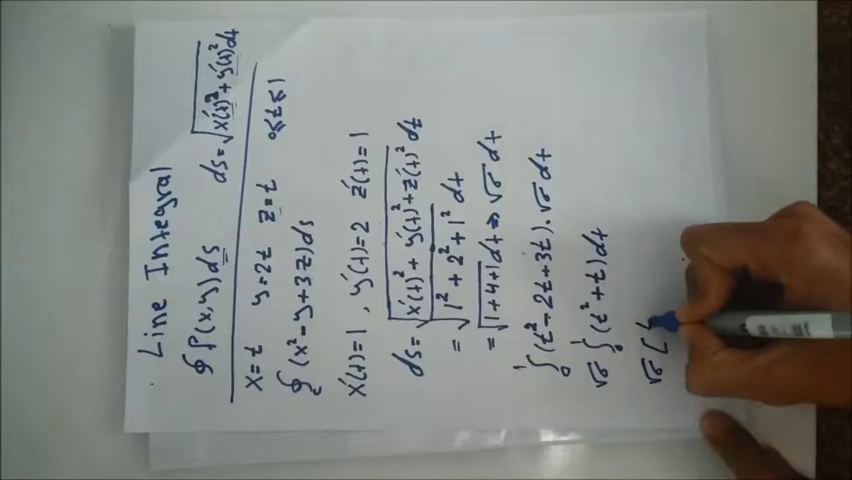 Line Integral
∮ f(x,y)ds ds=√x'(t)²+y'(t)² dt
x=t y=2t z=t 0≤t≤1
∮c (x²-y+3z)ds
x'(t)=1, y'(t)=2 z'(t)=1
ds=√x'(t)²+y'(t)²+z'(t)² dt
=√1²+2²+1² dt
=√1+4+1 dt⇒√6 dt
∫₀¹(t²-2t+3t).√6 dt
√6 ∫₀¹(t²+t)dt
√6 [